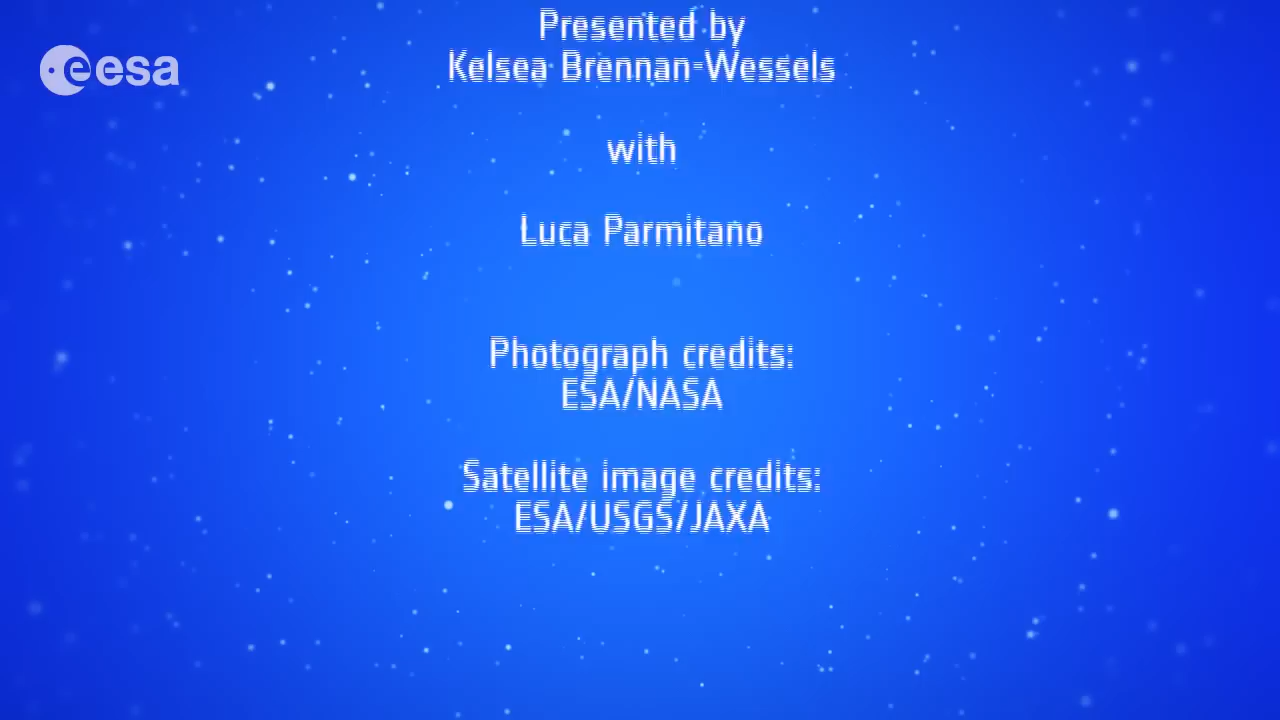 Presented by
Kelsea Brennan-Wessels
esa
with
Luca Parmitano
Photograph credits:
ESA/NASA
Satellite image credits:
ESA/USGS/JAXA